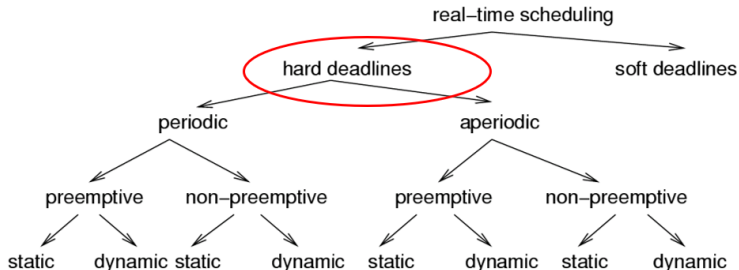 real-time scheduling
hard deadlines soft deadlines
periodic aperiodic
preemptive non-preemptive preemptive non-preemptive
static dynamic static dynamic static dynamic static dynamic